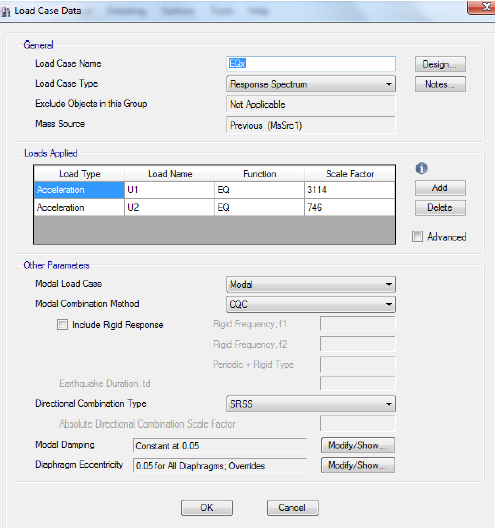 Load Case Data
Detailing Options Tools Help
General
Load Case Name EQx Design...
Load Case Type Response Spectrum Notes...
Exclude Objects in this Group Not Applicable
Mass Source Previous (MsSrc1)
Loads Applied
Load Type Load Name Function Scale Factor
Acceleration U1 EQ 3114
Acceleration U2 EQ 746
Add
Delete
Advanced
Other Parameters
Modal Load Case Modal
Modal Combination Method CQC
Include Rigid Response Rigid Frequency, f1
Rigid Frequency, f2
Periodic + Rigid Type
Earthquake Duration, td
Directional Combination Type SRSS
Absolute Directional Combination Scale Factor
Modal Damping Constant at 0.05 Modify/Show...
Diaphragm Eccentricity 0.05 for All Diaphragms; Overrides Modify/Show...
OK Cancel